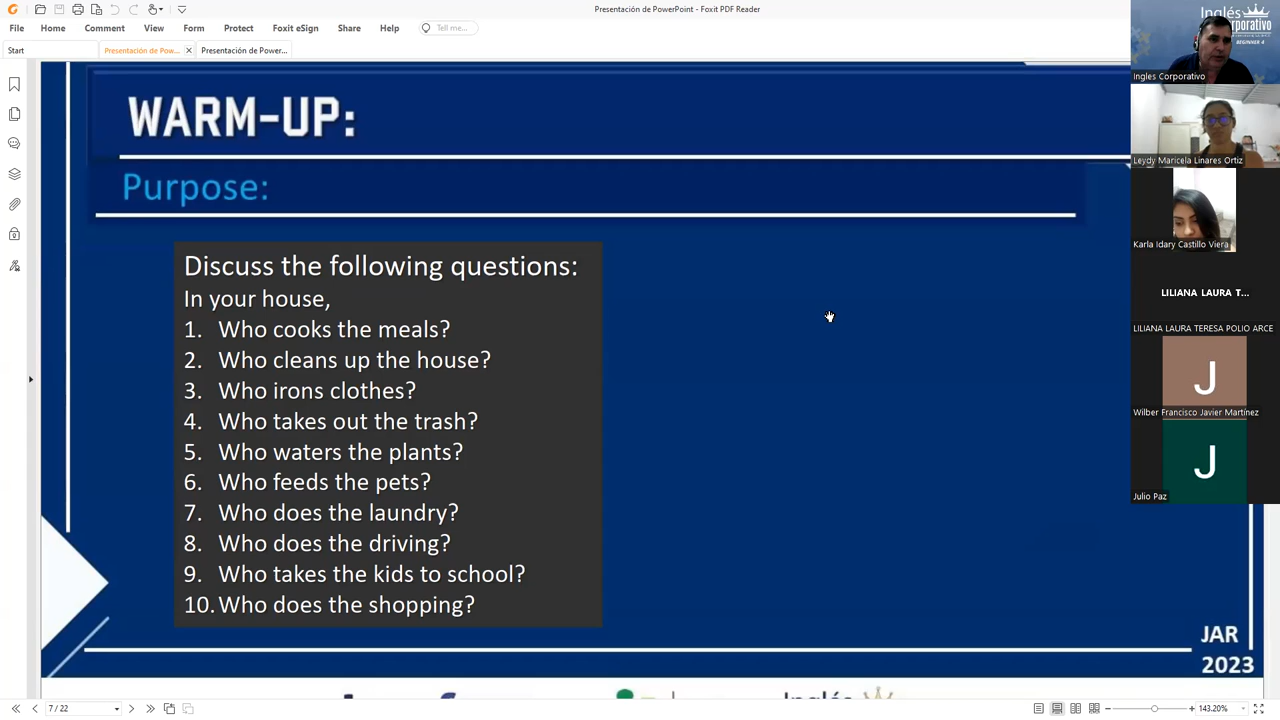 Presentación de PowerPoint - Foxit PDF Reader
File Home Comment View Form Protect Foxit eSign Share Help Tell me...
Start Presentación de Pow... Presentación de Power...
WARM-UP:
Purpose:
Discuss the following questions:
In your house,
1. Who cooks the meals?
2. Who cleans up the house?
3. Who irons clothes?
4. Who takes out the trash?
5. Who waters the plants?
6. Who feeds the pets?
7. Who does the laundry?
8. Who does the driving?
9. Who takes the kids to school?
10. Who does the shopping?
JAR
2023
Inglés
7 / 22
143.20%
Inglés
Corporativo
BEGINNER 4
Ingles Corporativo
Leydy Maricela Linares Ortiz
Karla Idary Castillo Viera
LILIANA LAURA T...
LILIANA LAURA TERESA POLIO ARCE
J
Wilber Francisco Javier Martínez
J
Julio Paz